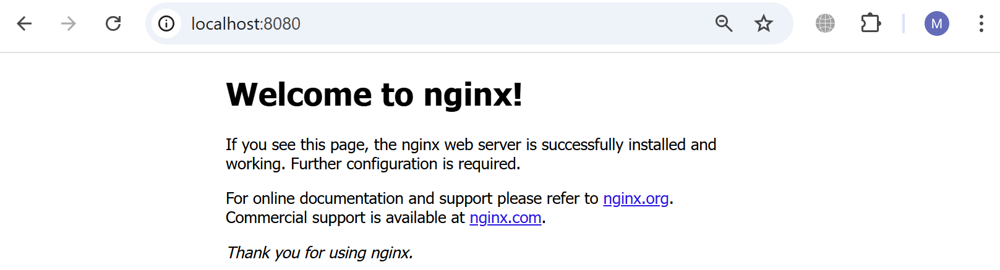 localhost:8080
M
Welcome to nginx!
If you see this page, the nginx web server is successfully installed and
working. Further configuration is required.
For online documentation and support please refer to nginx.org.
Commercial support is available at nginx.com.
Thank you for using nginx.